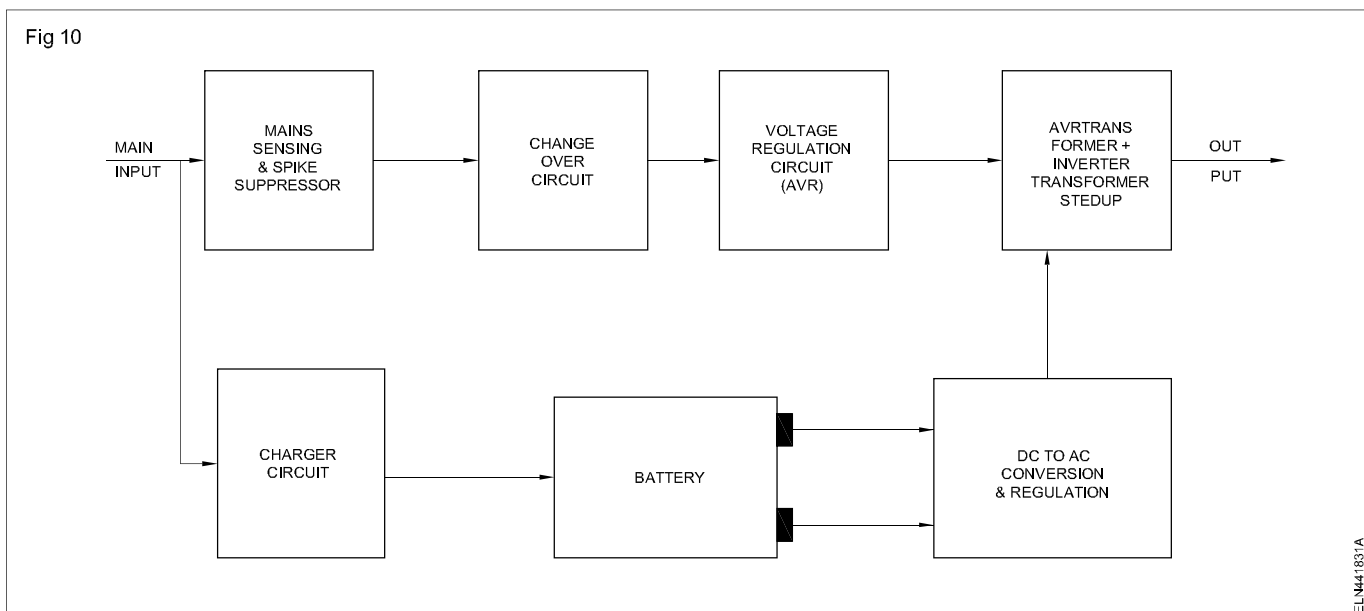 Fig 10
MAIN
INPUT
MAINS
SENSING
& SPIKE
SUPPRESSOR
CHANGE
OVER
CIRCUIT
VOLTAGE
REGULATION
CIRCUIT
(AVR)
AVRTRANS
FORMER +
INVERTER
TRANSFORMER
STEDUP
OUT
PUT
CHARGER
CIRCUIT
BATTERY
DC TO AC
CONVERSION
& REGULATION
ELN441831A